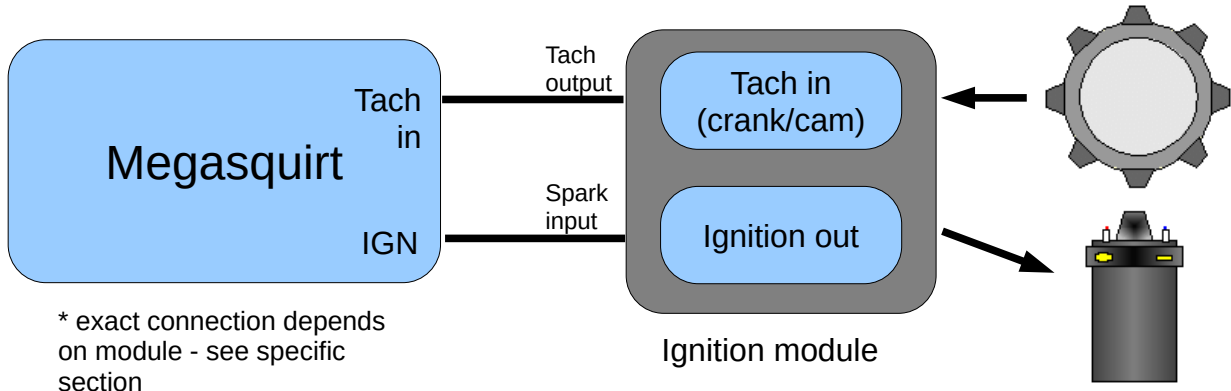 Megasquirt
Tach
in
IGN
Tach
output
Spark
input
Tach in
(crank/cam)
Ignition out
Ignition module
* exact connection depends
on module - see specific
section